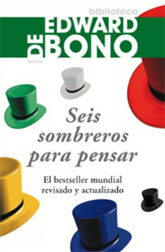 biblioteca
EDWARD
DE
BONO
Seis
sombreros
para pensar
El bestseller mundial
revisado y actualizado